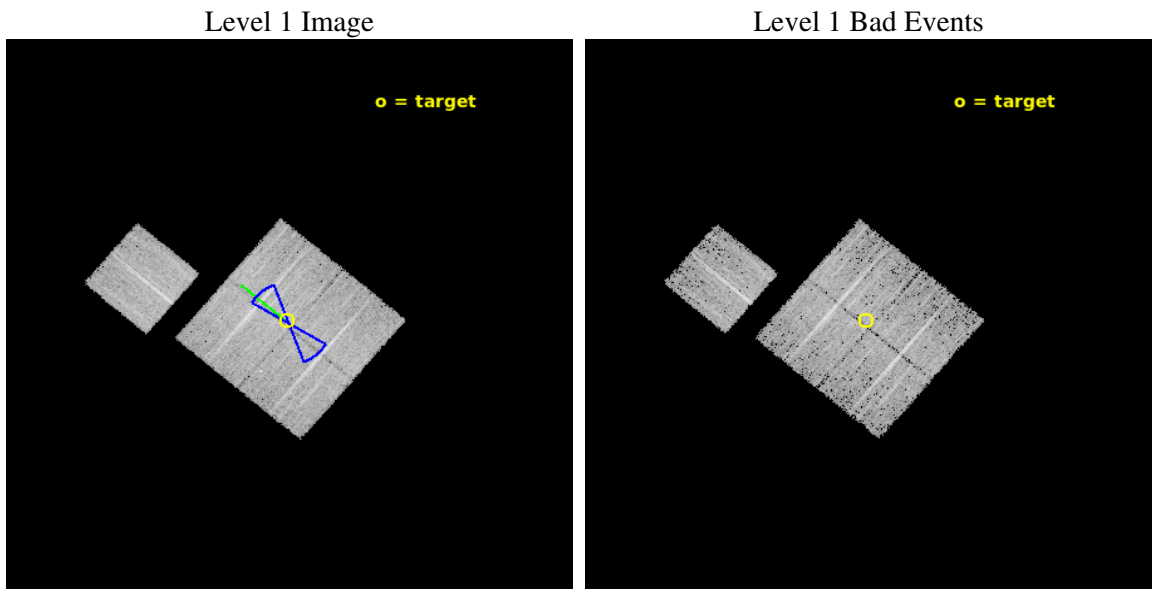 Level 1 Image
Level 1 Bad Events
o = target
o = target